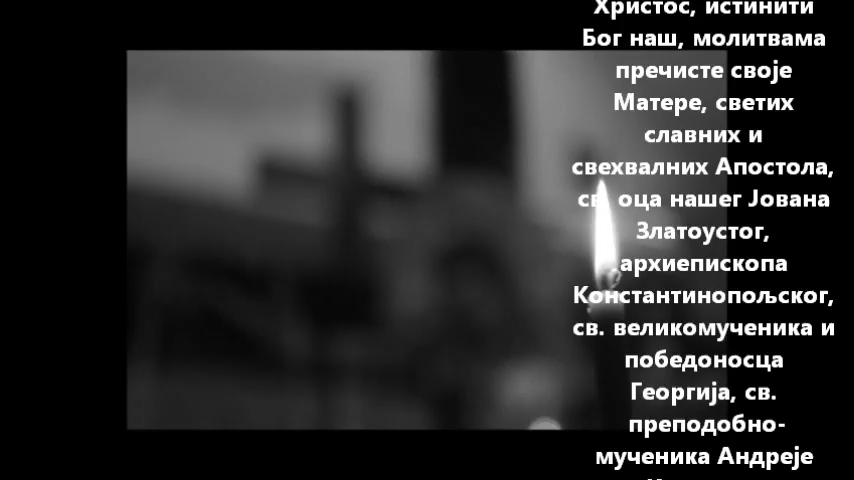 Христос, истинити
Бог наш, молитвама
пречисте своје
Матере, светих
славних и
свехвалних Апостола,
св. оца нашег Јована
Златоустог,
архиепископа
Константинопољског,
св. великомученика и
победоносца
Георгија, св.
преподобно-
мученика Андреје